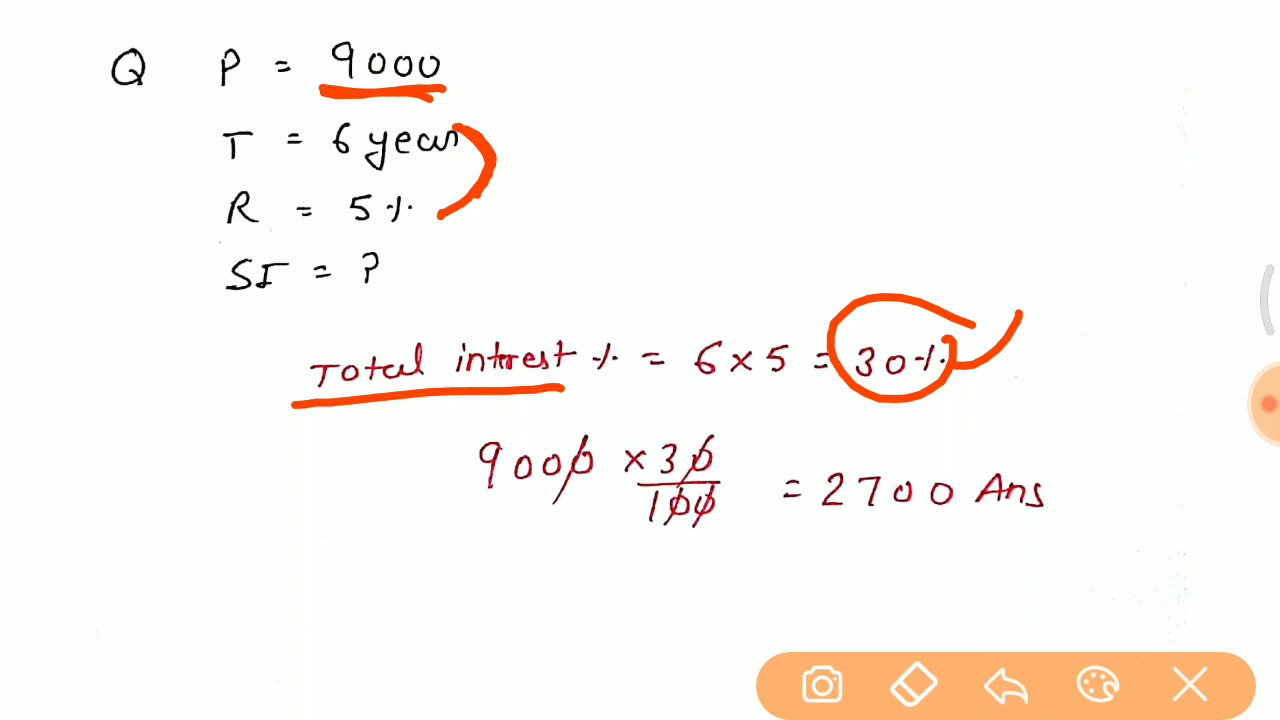 Q P = 9000
T = 6 year
R = 5%
SI = ?
Total intrest % = 6 × 5 = 30%
9000 × 30/100 = 2700 Ans